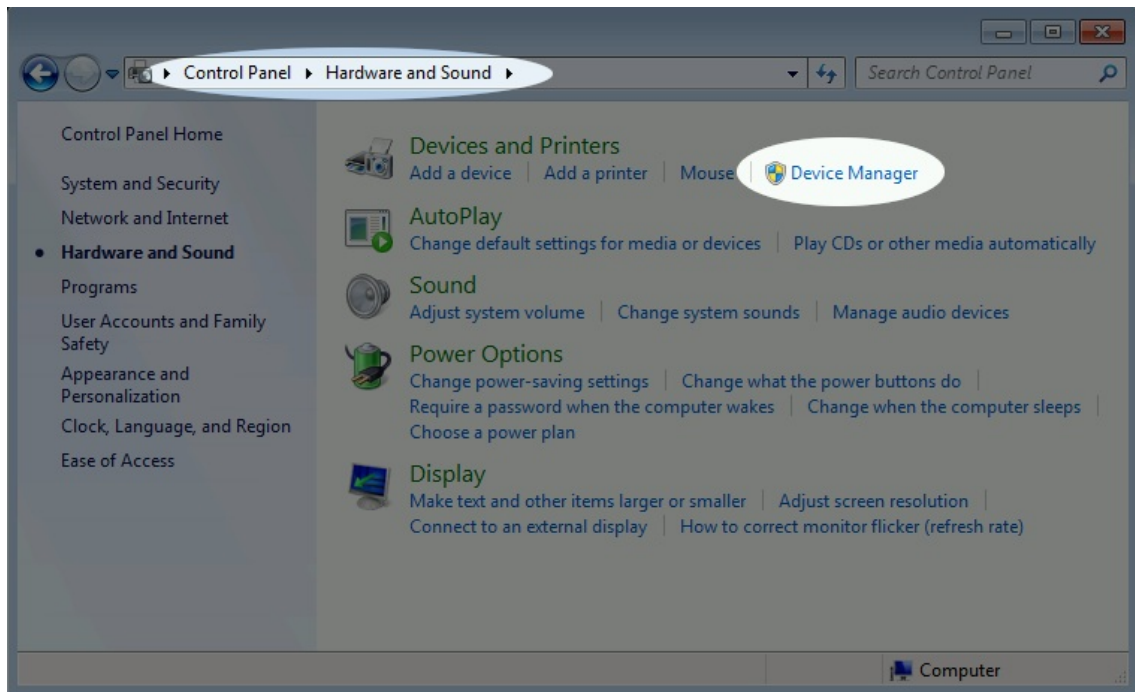 Control Panel Hardware and Sound
Search Control Panel
Control Panel Home
System and Security
Network and Internet
Hardware and Sound
Programs
User Accounts and Family
Safety
Appearance and
Personalization
Clock, Language, and Region
Ease of Access
Devices and Printers
Add a device Add a printer Mouse Device Manager
AutoPlay
Change default settings for media or devices Play CDs or other media automatically
Sound
Adjust system volume Change system sounds Manage audio devices
Power Options
Change power-saving settings Change what the power buttons do
Require a password when the computer wakes Change when the computer sleeps
Choose a power plan
Display
Make text and other items larger or smaller Adjust screen resolution
Connect to an external display How to correct monitor flicker (refresh rate)
Computer